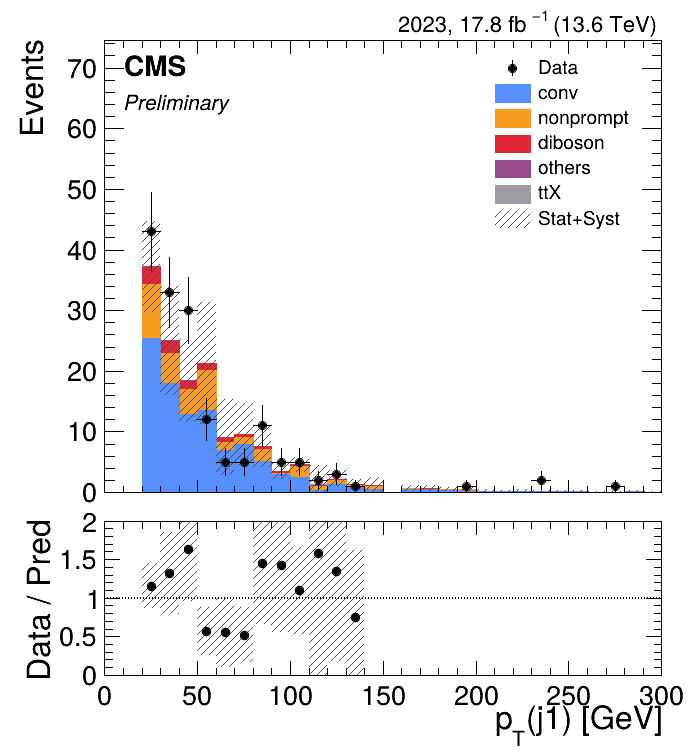 2023, 17.8 fb⁻¹ (13.6 TeV)
CMS
Preliminary
Events
70
60
50
40
30
20
10
0
Data
conv
nonprompt
diboson
others
ttX
Stat+Syst
Data / Pred
2
1.5
1
0.5
0
0 50 100 150 200 250 300
p_T(j1) [GeV]